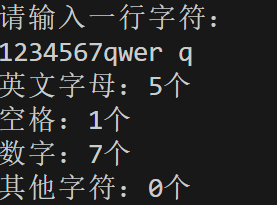 请输入一行字符：
1234567qwer q
英文字母：5个
空格：1个
数字：7个
其他字符：0个